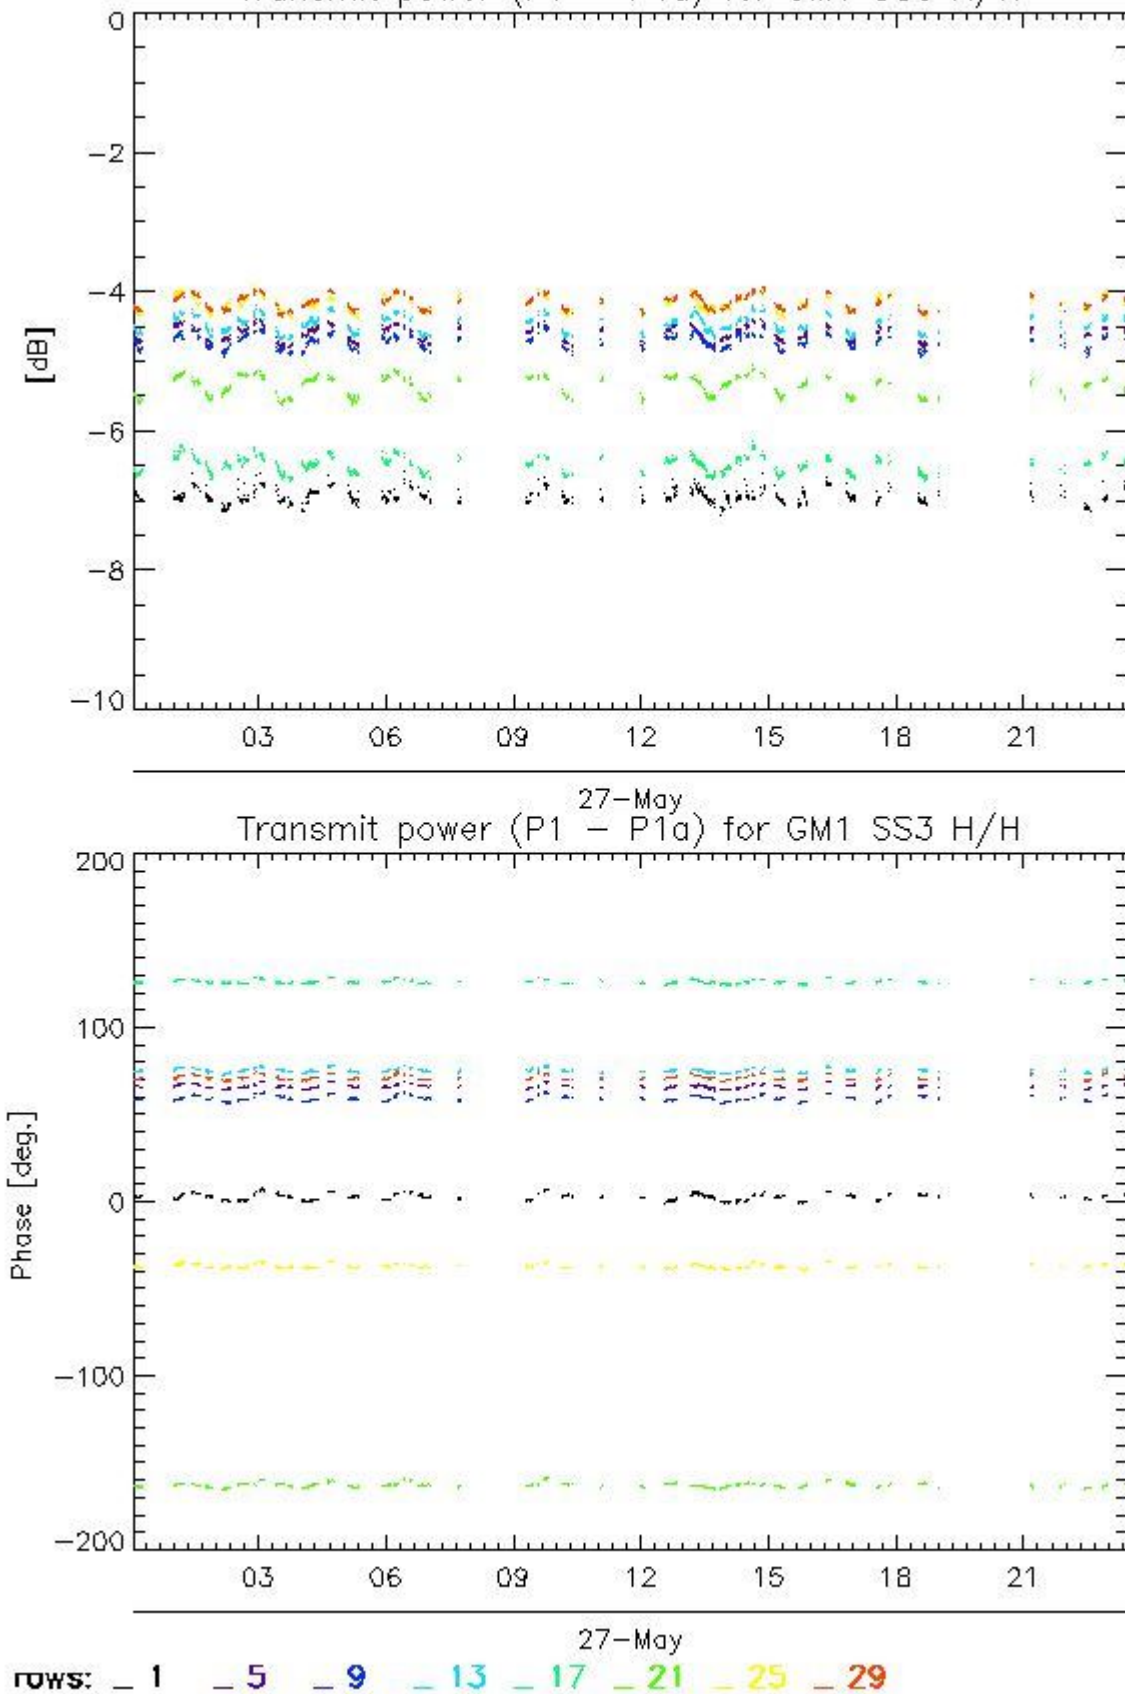 0
-2
-4
-6
-8
-10
[dB]
03 06 09 12 15 18 21
27-May
Transmit power (P1 - P1a) for GM1 SS3 H/H
200
100
0
-100
-200
Phase [deg.]
03 06 09 12 15 18 21
27-May
rows: _ 1 _ 5 _ 9 _ 13 _ 17 _ 21 _ 25 _ 29